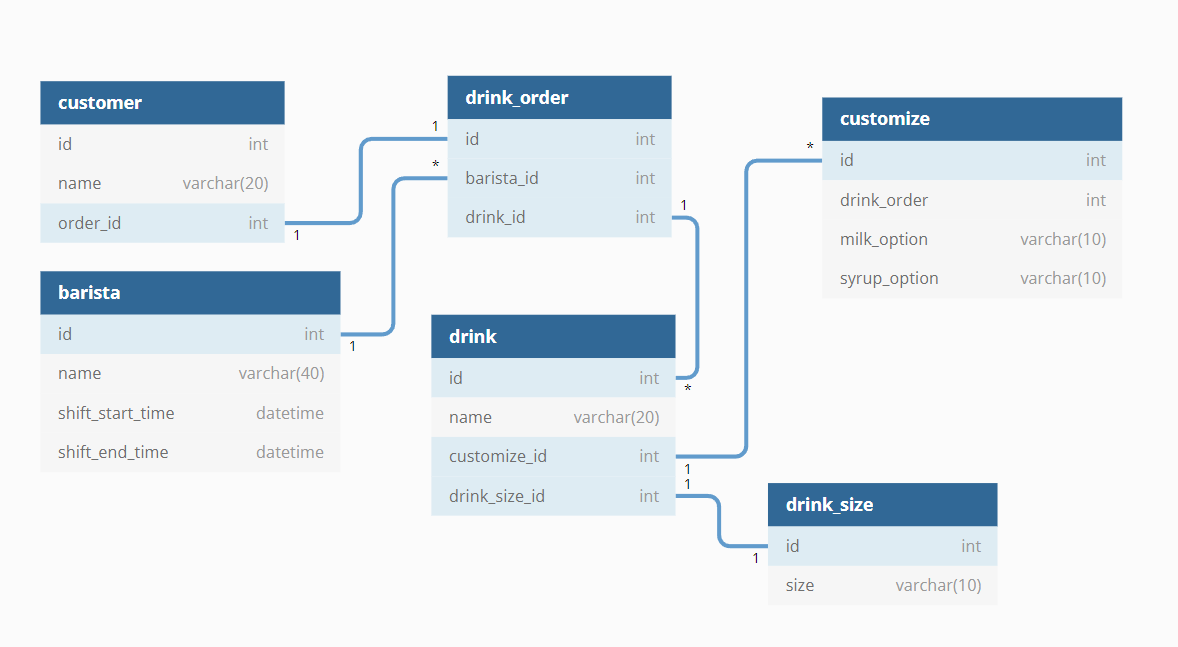 customer
id int
name varchar(20)
order_id int
1
barista
id int
1
name varchar(40)
shift_start_time datetime
shift_end_time datetime
drink_order
1
id int
*
barista_id int
drink_id int
1
drink
id int
*
name varchar(20)
customize_id int
1
1
drink_size_id int
customize
*
id int
drink_order int
milk_option varchar(10)
syrup_option varchar(10)
drink_size
id int
1
size varchar(10)